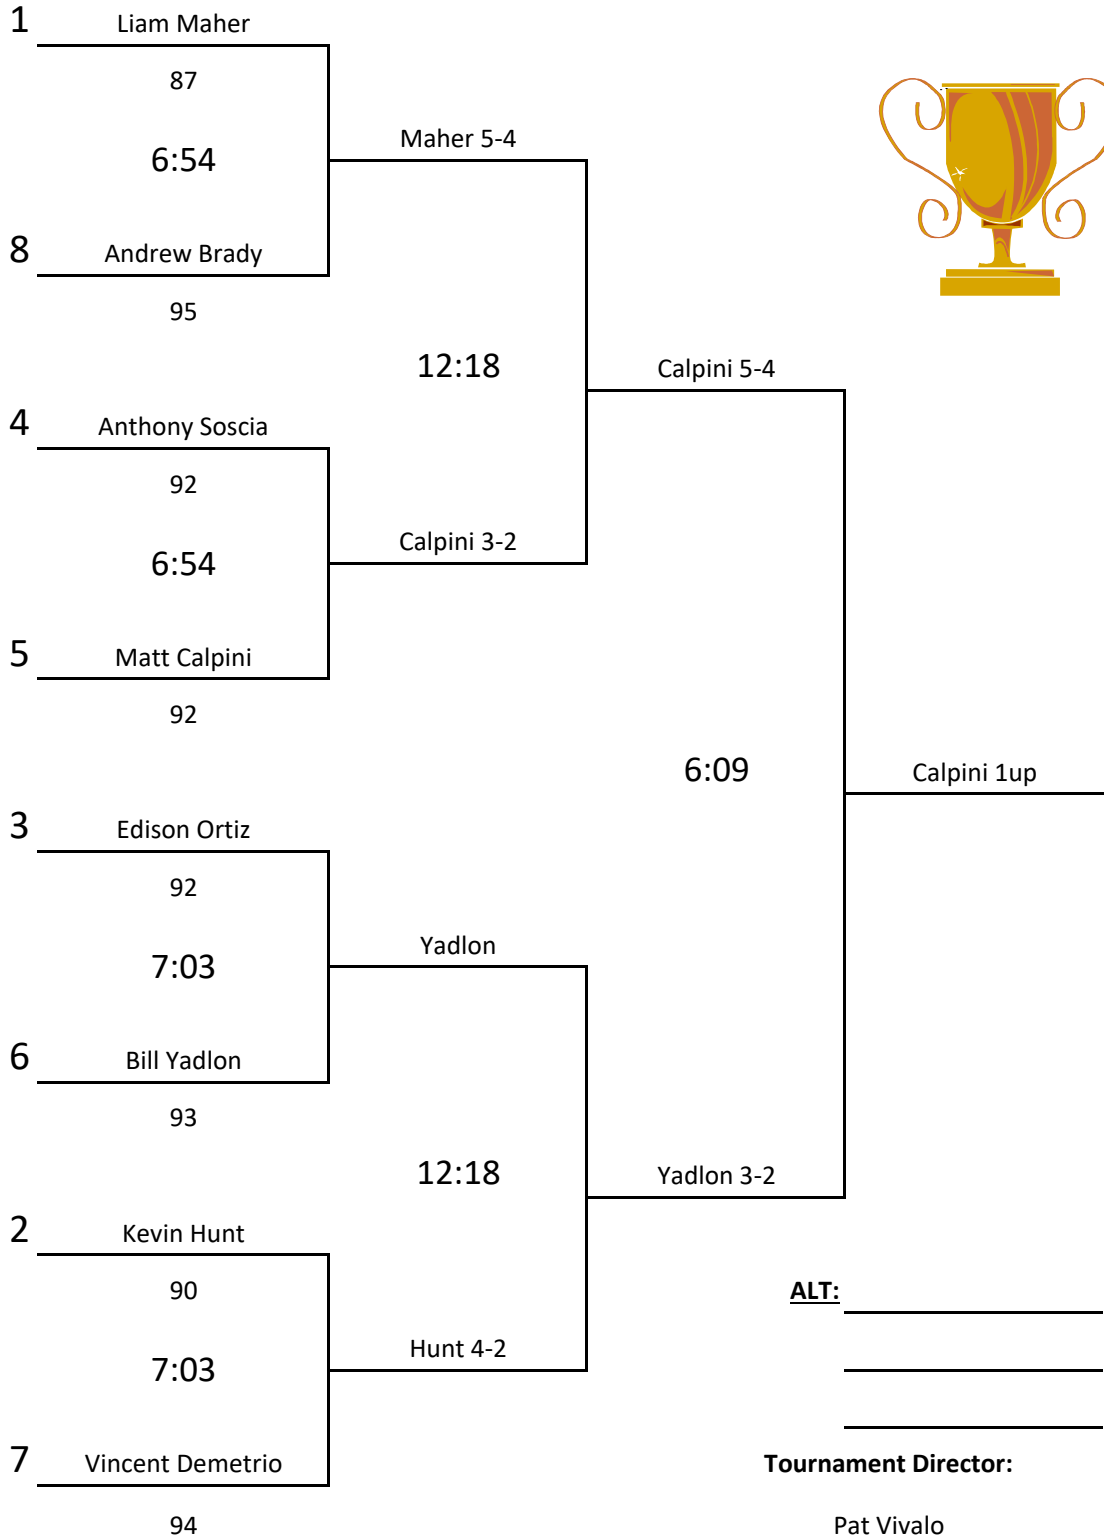 1 Liam Maher
87
Maher 5-4
6:54
8 Andrew Brady
95
12:18
Calpini 5-4
4 Anthony Soscia
92
Calpini 3-2
6:54
5 Matt Calpini
92
6:09
Calpini 1up
3 Edison Ortiz
92
Yadlon
7:03
6 Bill Yadlon
93
12:18
Yadlon 3-2
2 Kevin Hunt
90
ALT:
Hunt 4-2
7:03
7 Vincent Demetrio
Tournament Director:
94
Pat Vivalo